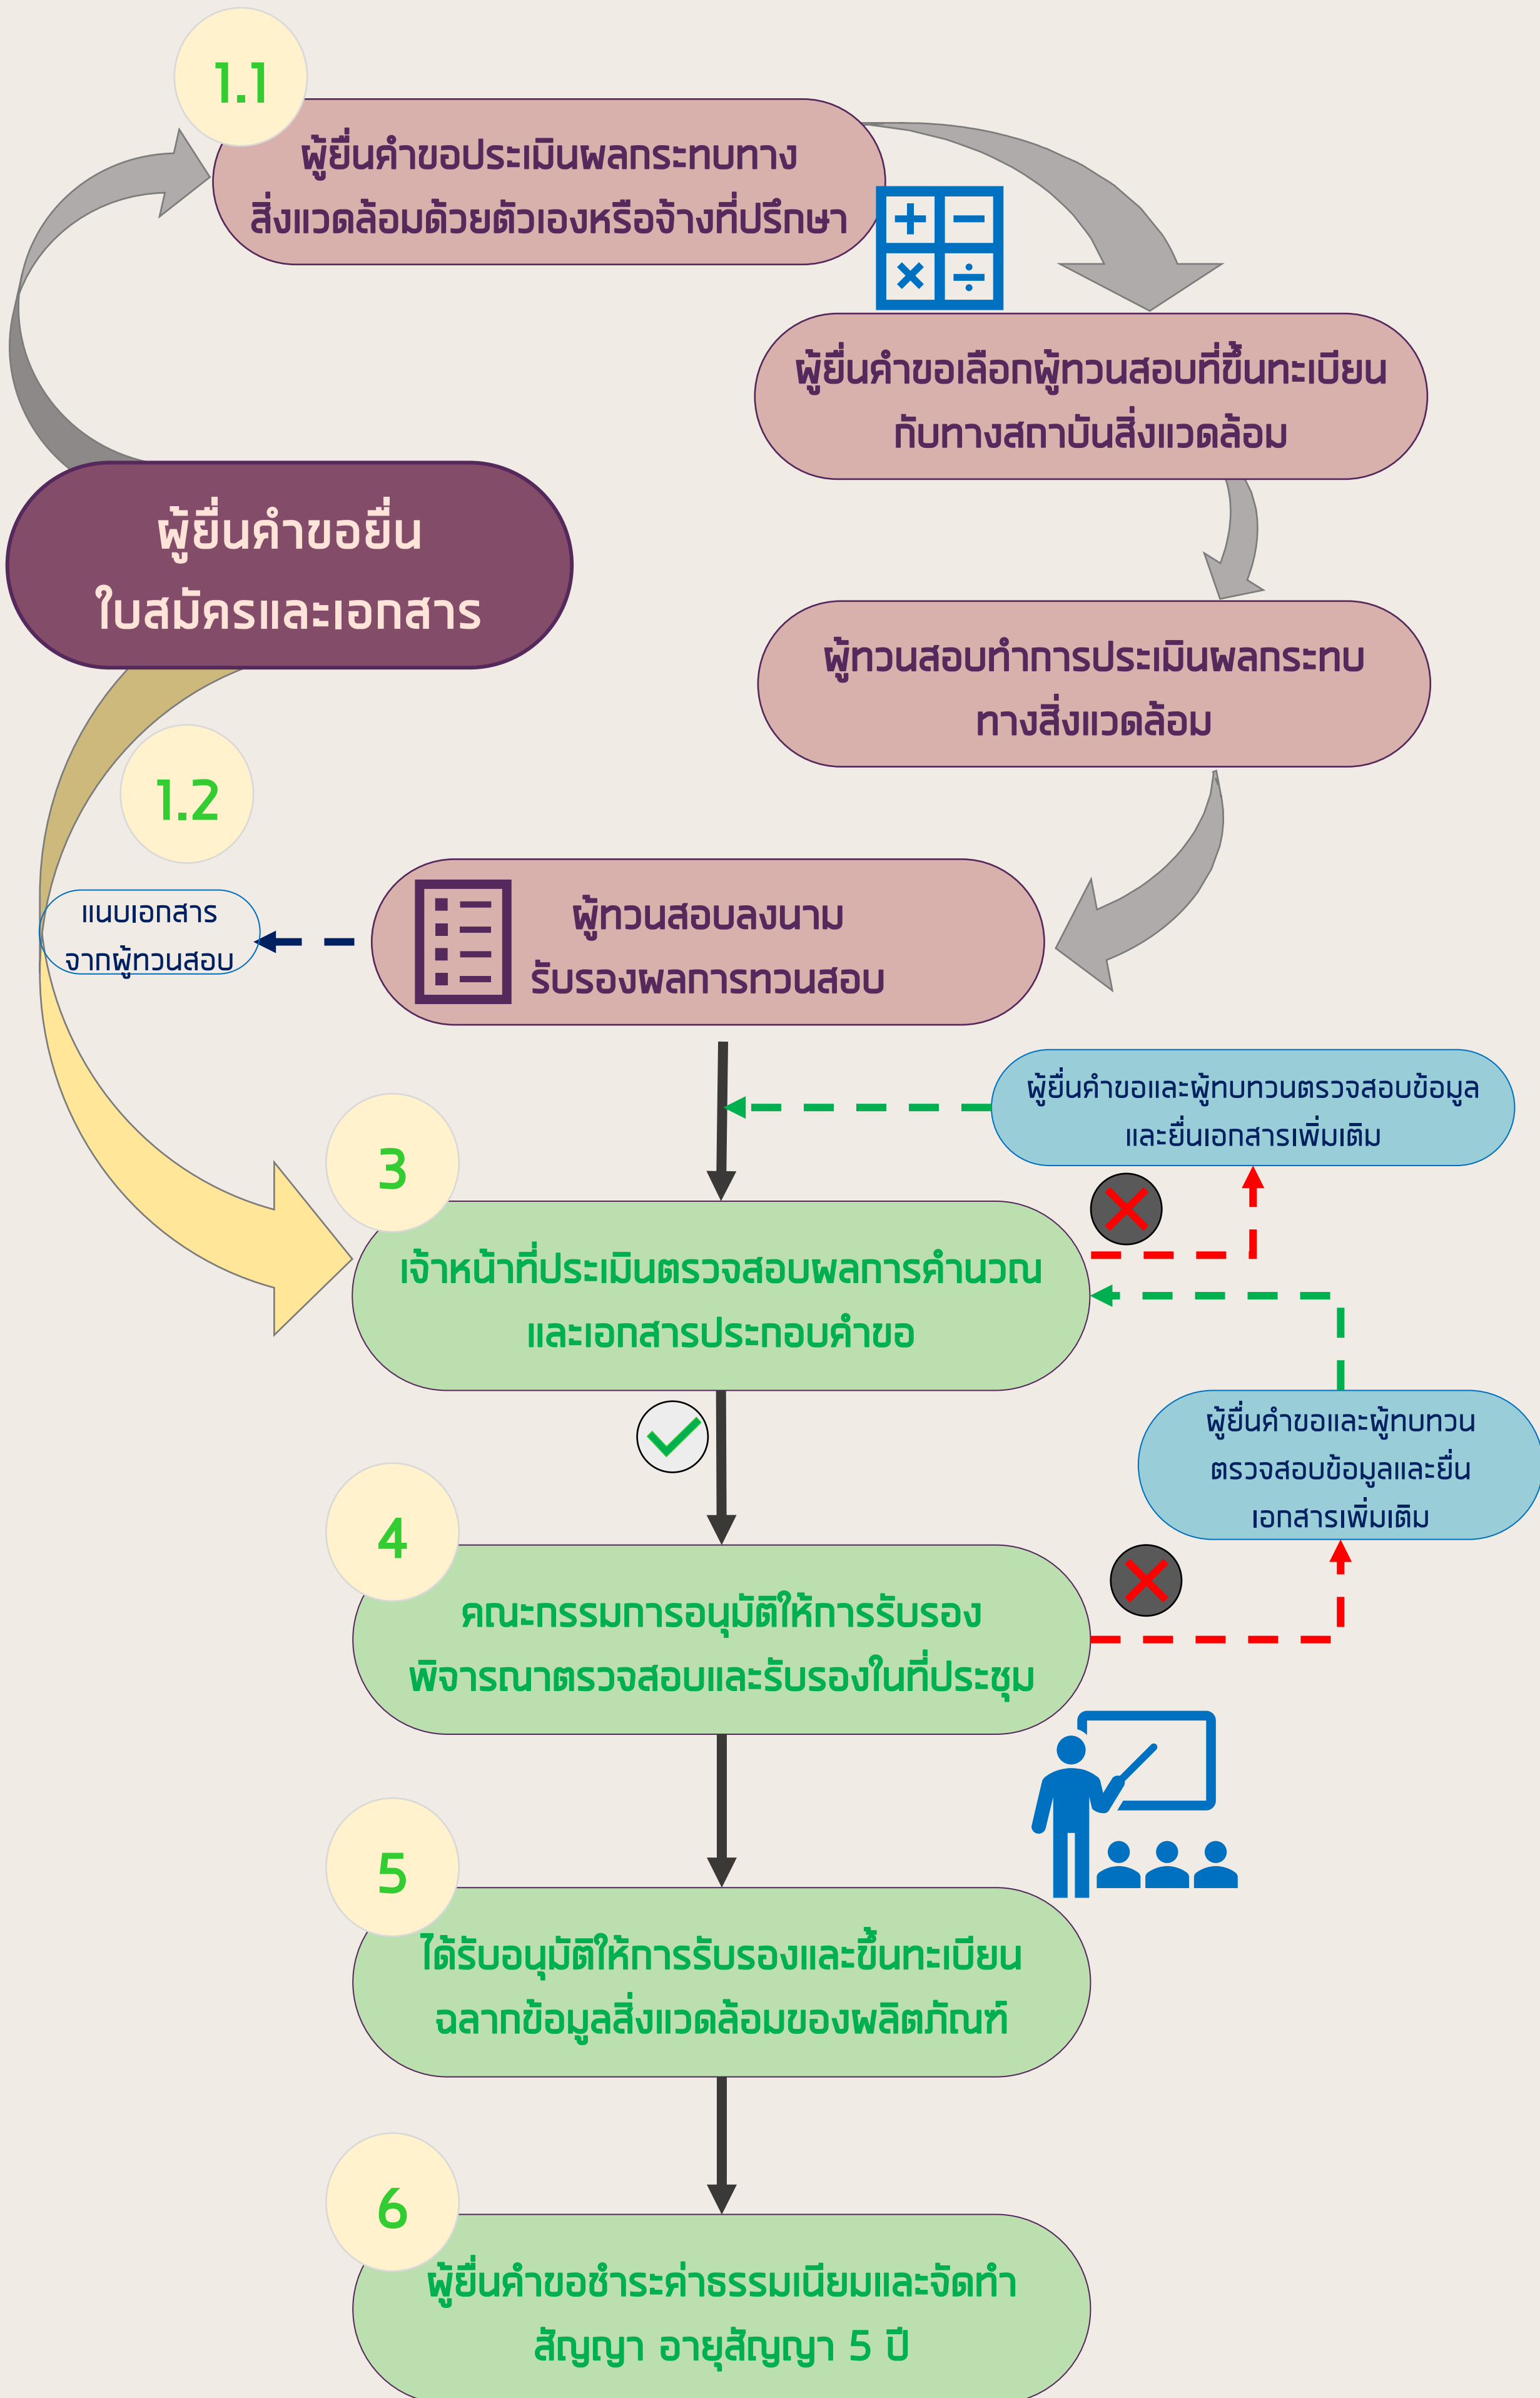 1.1
ผู้ยื่นคำขอประเมินผลกระทบทาง
สิ่งแวดล้อมด้วยตัวเองหรือจ้างที่ปรึกษา
ผู้ยื่นคำขอเลือกผู้ทวนสอบที่ขึ้นทะเบียน
กับทางสถาบันสิ่งแวดล้อม
ผู้ยื่นคำขอยื่น
ใบสมัครและเอกสาร
ผู้ทวนสอบทำการประเมินผลกระทบ
ทางสิ่งแวดล้อม
1.2
แนบเอกสาร
จากผู้ทวนสอบ
ผู้ทวนสอบลงนาม
รับรองผลการทวนสอบ
ผู้ยื่นคำขอและผู้ทบทวนตรวจสอบข้อมูล
และยื่นเอกสารเพิ่มเติม
3
เจ้าหน้าที่ประเมินตรวจสอบผลการคำนวณ
และเอกสารประกอบคำขอ
ผู้ยื่นคำขอและผู้ทบทวน
ตรวจสอบข้อมูลและยื่น
เอกสารเพิ่มเติม
4
คณะกรรมการอนุมัติให้การรับรอง
พิจารณาตรวจสอบและรับรองในที่ประชุม
5
ได้รับอนุมัติให้การรับรองและขึ้นทะเบียน
ฉลากข้อมูลสิ่งแวดล้อมของผลิตภัณฑ์
6
ผู้ยื่นคำขอชำระค่าธรรมเนียมและจัดทำ
สัญญา อายุสัญญา 5 ปี